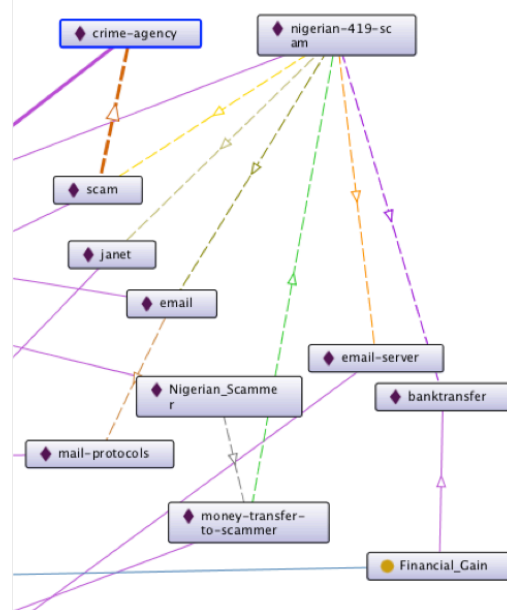 crime-agency
nigerian-419-sc
am
scam
janet
email
email-server
Nigerian_Scamme
r
banktransfer
mail-protocols
money-transfer-
to-scammer
Financial_Gain